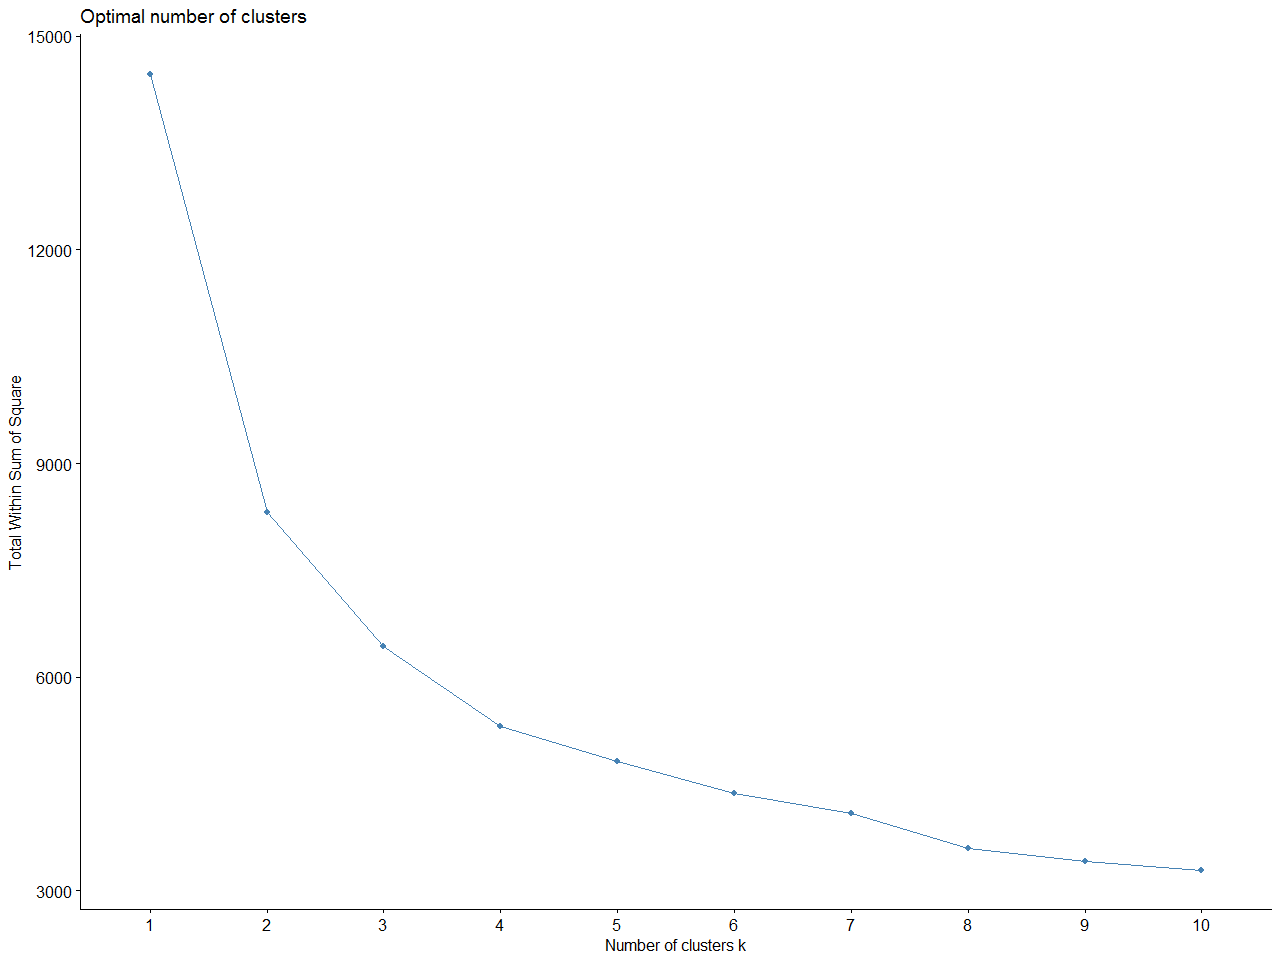 Optimal number of clusters
15000
12000
9000
6000
3000
Total Within Sum of Square
1 2 3 4 5 6 7 8 9 10
Number of clusters k